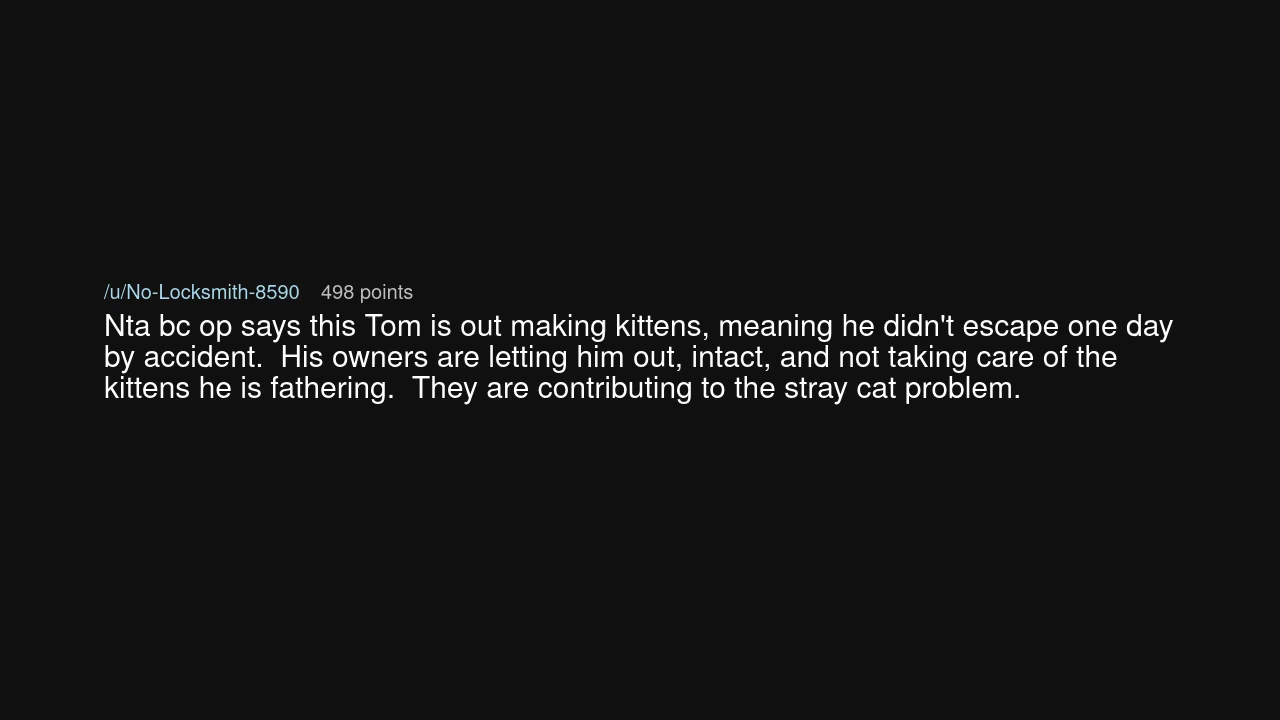 /u/No-Locksmith-8590 498 points
Nta bc op says this Tom is out making kittens, meaning he didn't escape one day
by accident.  His owners are letting him out, intact, and not taking care of the
kittens he is fathering.  They are contributing to the stray cat problem.